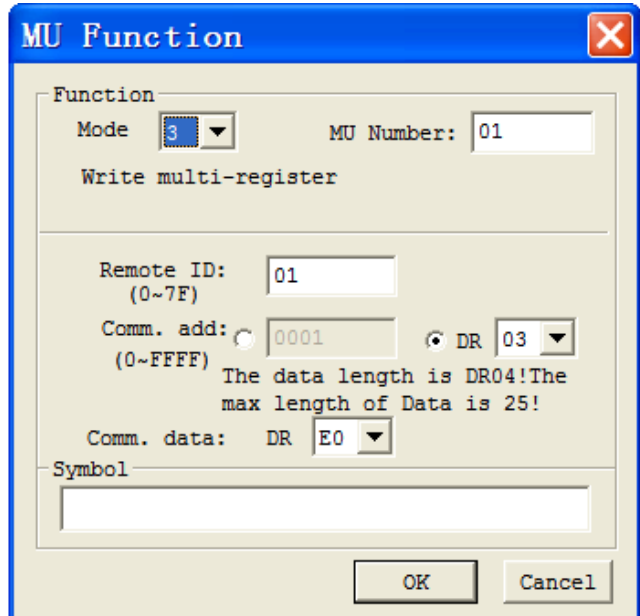 MU Function
Function
Mode 3 MU Number: 01
Write multi-register
Remote ID: 01
(0~7F)
Comm. add: 0001 DR 03
(0~FFFF)
The data length is DR04!The
max length of Data is 25!
Comm. data: DR E0
Symbol
OK Cancel